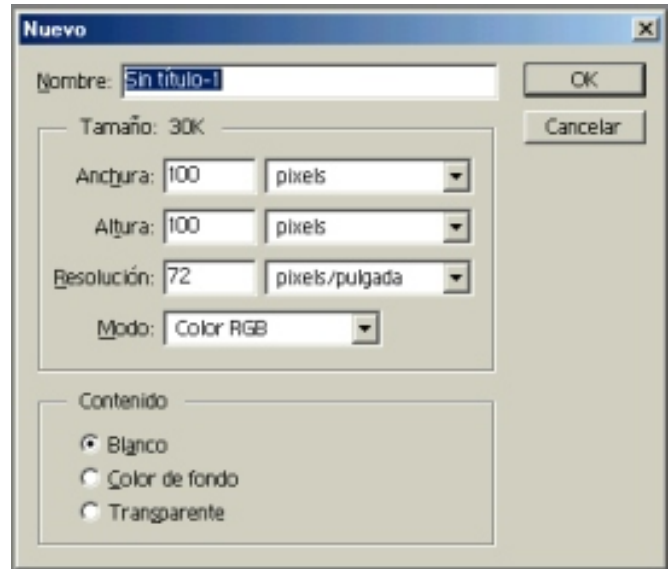 Nuevo
Nombre: Sin título-1
OK
Cancelar
Tamaño: 30K
Anchura: 100 pixels
Altura: 100 pixels
Resolución: 72 pixels/pulgada
Modo: Color RGB
Contenido
Blanco
Color de fondo
Transparente